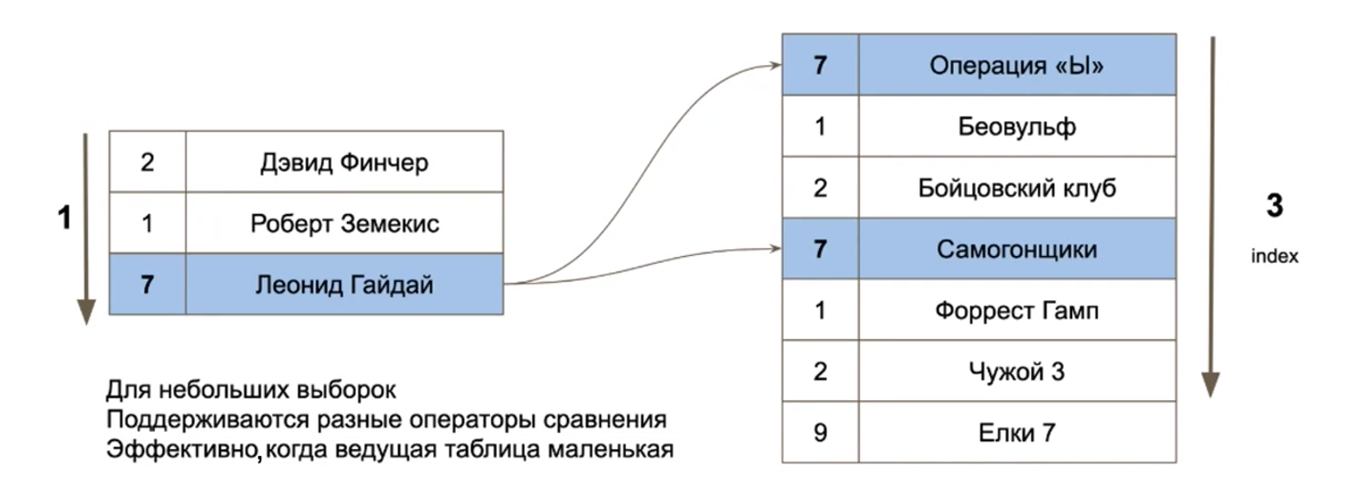 1
2 Дэвид Финчер
1 Роберт Земекис
7 Леонид Гайдай
Для небольших выборок
Поддерживаются разные операторы сравнения
Эффективно, когда ведущая таблица маленькая
7 Операция «Ы»
1 Беовульф
2 Бойцовский клуб
7 Самогонщики
1 Форрест Гамп
2 Чужой 3
9 Елки 7
3
index